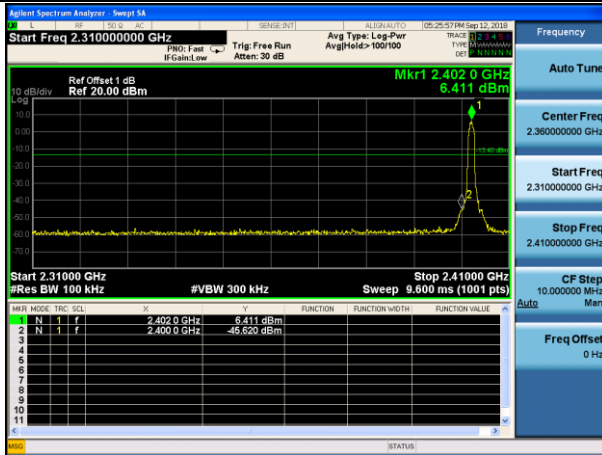 Agilent Spectrum Analyzer - Swept SA
L RF 50 Ω AC SENSE:INT ALIGNAUTO 05:25:57 PM Sep 12, 2018
Start Freq 2.310000000 GHz
PNO: Fast
IFGain:Low
Trig: Free Run
Atten: 30 dB
Avg Type: Log-Pwr
Avg|Hold:>100/100
TRACE 1 2 3 4 5 6
TYPE M
DET P N N N N N
Frequency
Auto Tune
Center Freq
2.360000000 GHz
Start Freq
2.310000000 GHz
Stop Freq
2.410000000 GHz
CF Step
10.000000 MHz
Auto Man
Freq Offset
0 Hz
Mkr1 2.402 0 GHz
6.411 dBm
Ref Offset 1 dB
Ref 20.00 dBm
10 dB/div
Log
1
10.0
0.00
-10.0
-20.0
-30.0
-40.0
2
-50.0
-60.0
-70.0
Start 2.31000 GHz
Stop 2.41000 GHz
#Res BW 100 kHz
#VBW 300 kHz
Sweep 9.600 ms (1001 pts)
MKR MODE TRC SCL X Y FUNCTION FUNCTION WIDTH FUNCTION VALUE
1 N 1 f 2.402 0 GHz 6.411 dBm
2 N 1 f 2.400 0 GHz -45.620 dBm
3
4
5
6
7
8
9
10
11
MSG
STATUS